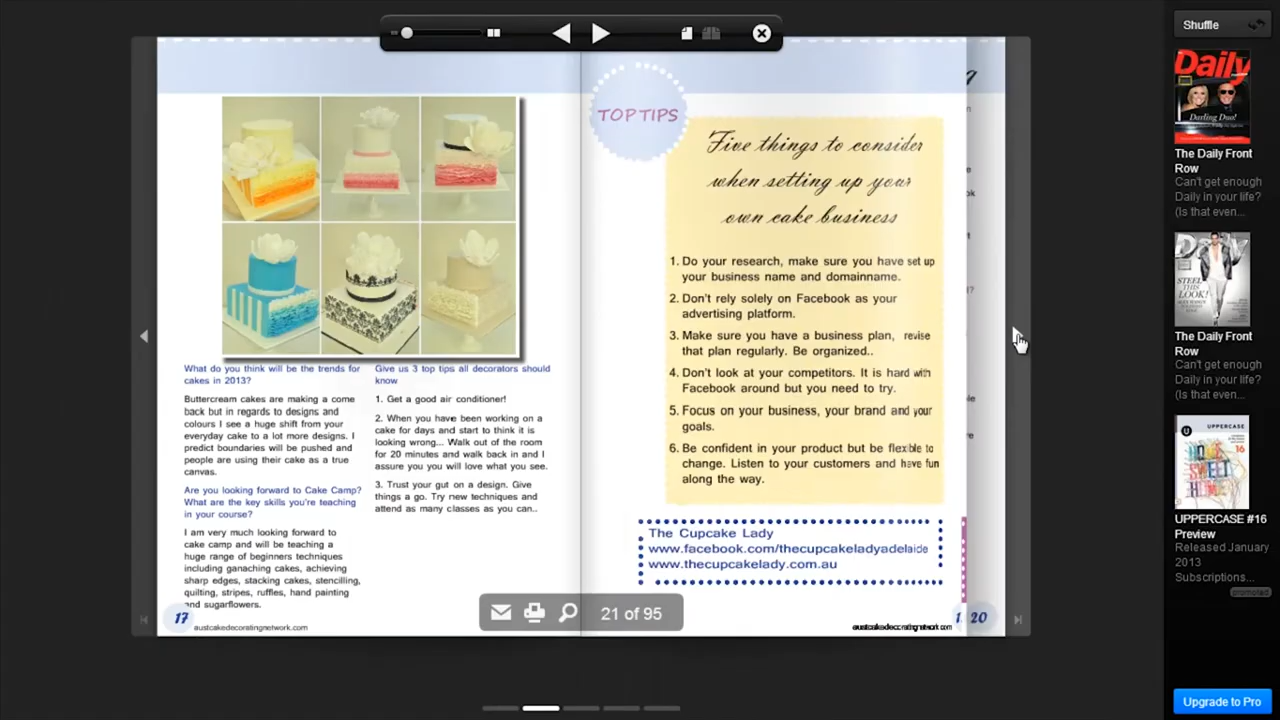 What do you think will be the trends for
cakes in 2013?
Buttercream cakes are making a come
back but in regards to designs and
colours I see a huge shift from your
everyday cake to a lot more designs. I
predict boundaries will be pushed and
people are using their cake as a true
canvas.
Are you looking forward to Cake Camp?
What are the key skills you're teaching
in your course?
I am very much looking forward to
cake camp and will be teaching a
huge range of beginners techniques
including ganaching cakes, achieving
sharp edges, stacking cakes, stencilling,
quilting, stripes, ruffles, hand painting
and sugarflowers.
17
austcakedecoratingnetwork.com
Give us 3 top tips all decorators should
know
1. Get a good air conditioner!
2. When you have been working on a
cake for days and start to think it is
looking wrong... Walk out of the room
for 20 minutes and walk back in and I
assure you you will love what you see.
3. Trust your gut on a design. Give
things a go. Try new techniques and
attend as many classes as you can..
TOP TIPS
Five things to consider
when setting up your
own cake business
1. Do your research, make sure you have set up
your business name and domainname.
2. Don't rely solely on Facebook as your
advertising platform.
3. Make sure you have a business plan, revise
that plan regularly. Be organized..
4. Don't look at your competitors. It is hard with
Facebook around but you need to try.
5. Focus on your business, your brand and your
goals.
6. Be confident in your product but be flexible to
change. Listen to your customers and have fun
along the way.
The Cupcake Lady
www.facebook.com/thecupcakeladyadelaide
www.thecupcakelady.com.au
austcakedecoratingnetwork.com
20
21 of 95
Shuffle
Daily
Darling Duo!
The Daily Front
Row
Can't get enough
Daily in your life?
(Is that even...
Daily
STEEL
THIS
LOOK!
The Daily Front
Row
Can't get enough
Daily in your life?
(Is that even...
UPPERCASE
16
UPPERCASE #16
Preview
Released January
2013
Subscriptions...
promoted
Upgrade to Pro